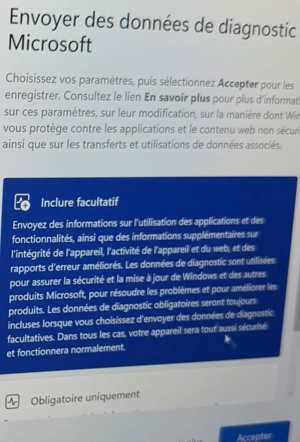 Envoyer des données de diagnostic
Microsoft
Choisissez vos paramètres, puis sélectionnez Accepter pour les
enregistrer. Consultez le lien En savoir plus pour plus d'informati
sur ces paramètres, sur leur modification, sur la manière dont Win
vous protège contre les applications et le contenu web non sécuri
ainsi que sur les transferts et utilisations de données associés.
Inclure facultatif
Envoyez des informations sur l'utilisation des applications et des
fonctionnalités, ainsi que des informations supplémentaires sur
l'intégrité de l'appareil, l'activité de l'appareil et du web, et des
rapports d'erreur améliorés. Les données de diagnostic sont utilisées
pour assurer la sécurité et la mise à jour de Windows et des autres
produits Microsoft, pour résoudre les problèmes et pour améliorer les
produits. Les données de diagnostic obligatoires seront toujours
incluses lorsque vous choisissez d'envoyer des données de diagnostic
facultatives. Dans tous les cas, votre appareil sera tout aussi sécurisé
et fonctionnera normalement.
Obligatoire uniquement
plus
Accepter